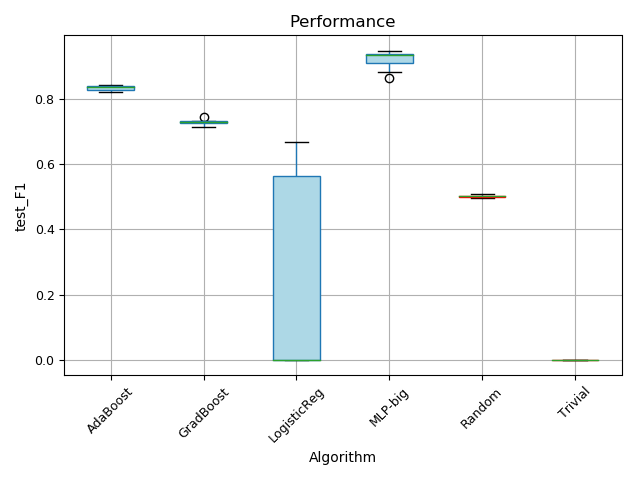 Performance
test_F1
0.8
0.6
0.4
0.2
0.0
AdaBoost
GradBoost
LogisticReg
MLP-big
Random
Trivial
Algorithm